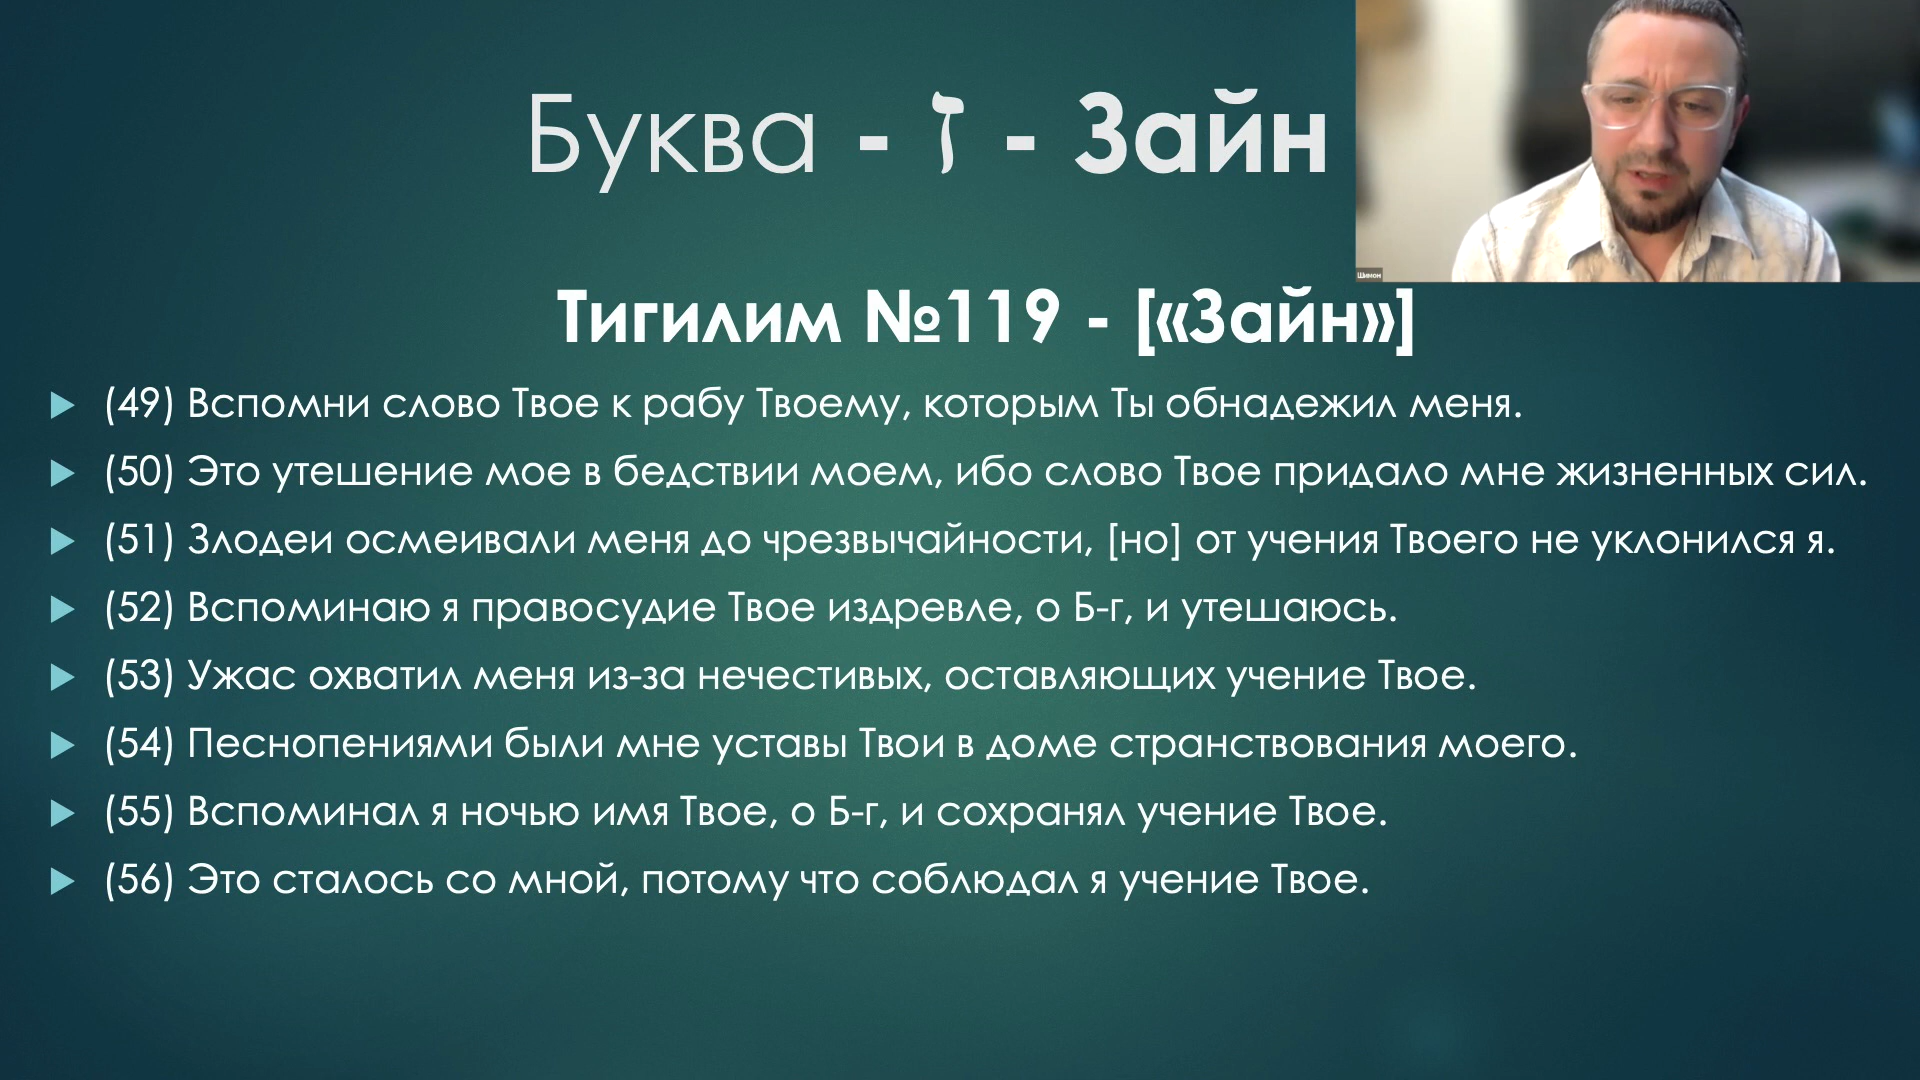 Буква - ז - Зайн
Шимон
Тигилим №119 - [«Зайн»]
(49) Вспомни слово Твое к рабу Твоему, которым Ты обнадежил меня.
(50) Это утешение мое в бедствии моем, ибо слово Твое придало мне жизненных сил.
(51) Злодеи осмеивали меня до чрезвычайности, [но] от учения Твоего не уклонился я.
(52) Вспоминаю я правосудие Твое издревле, о Б-г, и утешаюсь.
(53) Ужас охватил меня из-за нечестивых, оставляющих учение Твое.
(54) Песнопениями были мне уставы Твои в доме странствования моего.
(55) Вспоминал я ночью имя Твое, о Б-г, и сохранял учение Твое.
(56) Это сталось со мной, потому что соблюдал я учение Твое.